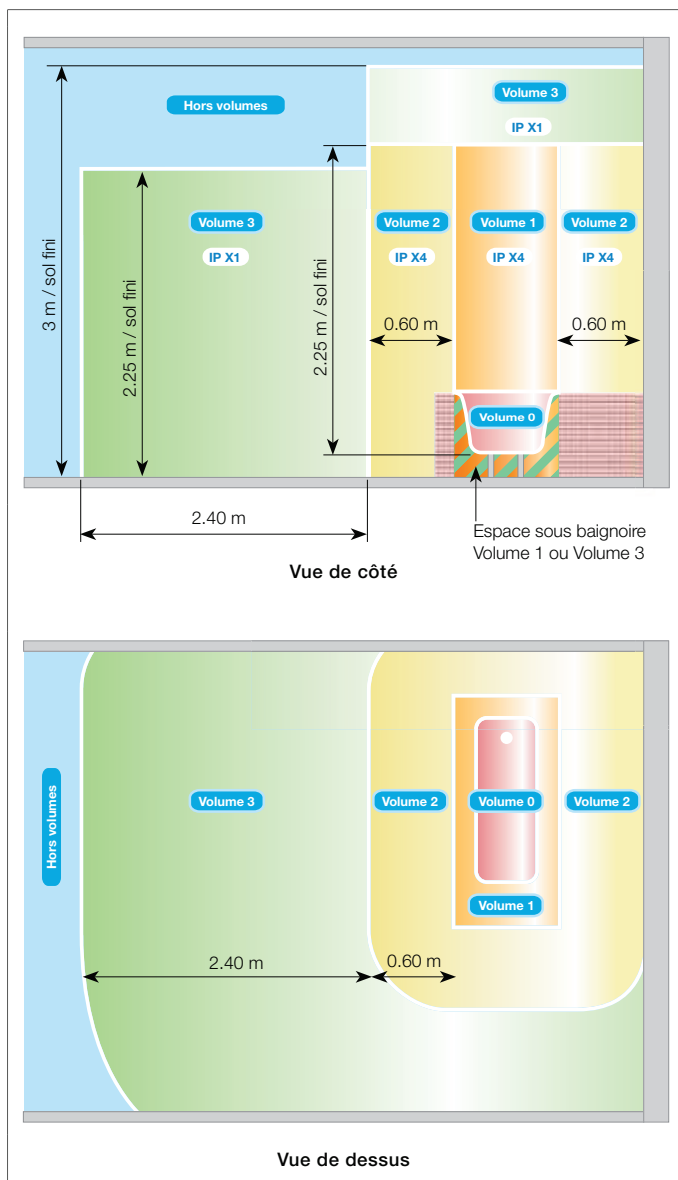 Volume 3
Hors volumes
IP X1
Volume 3
Volume 2
Volume 1
Volume 2
IP X1
IP X4
IP X4
IP X4
3 m / sol fini
2.25 m / sol fini
2.25 m / sol fini
0.60 m
0.60 m
Volume 0
2.40 m
Espace sous baignoire
Volume 1 ou Volume 3
Vue de côté
Hors volumes
Volume 3
Volume 2
Volume 0
Volume 2
Volume 1
2.40 m
0.60 m
Vue de dessus